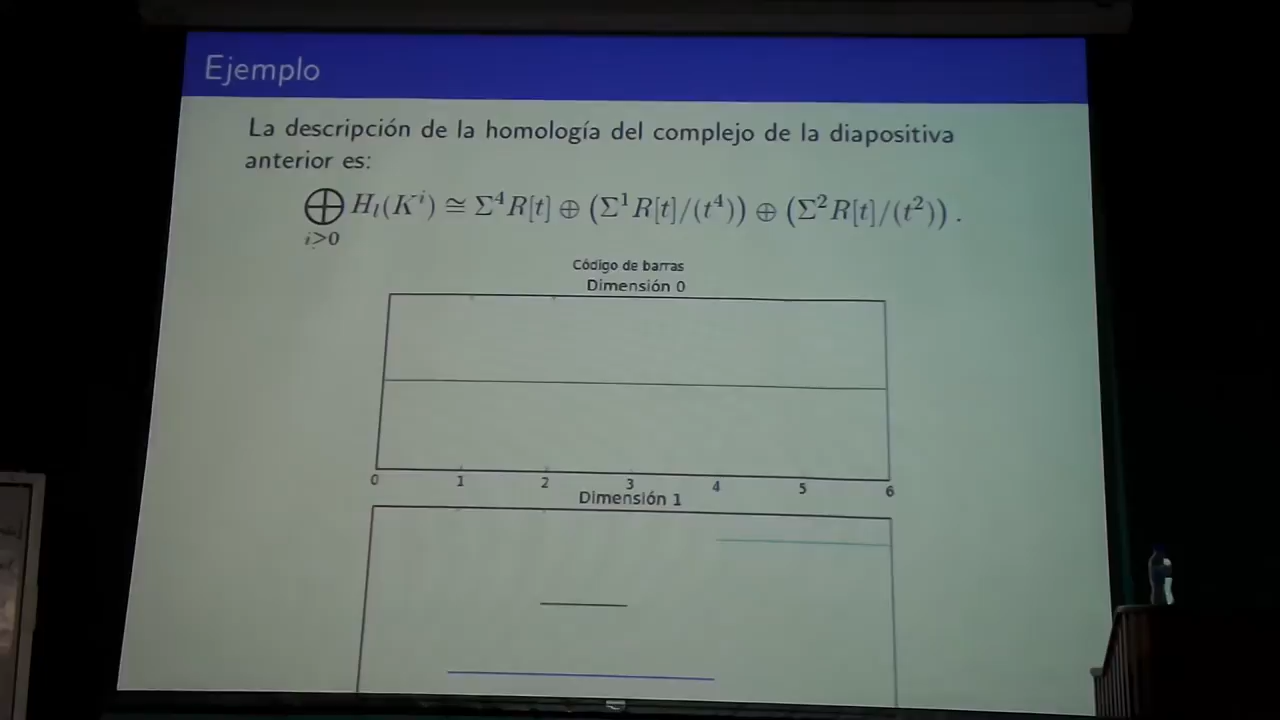 Ejemplo
La descripción de la homología del complejo de la diapositiva
anterior es:
⨁ H_l(K^i) ≅ Σ^4 R[t] ⊕ (Σ^1 R[t]/(t^4)) ⊕ (Σ^2 R[t]/(t^2)).
i>0
Código de barras
Dimensión 0
0 1 2 3 4 5 6
Dimensión 1